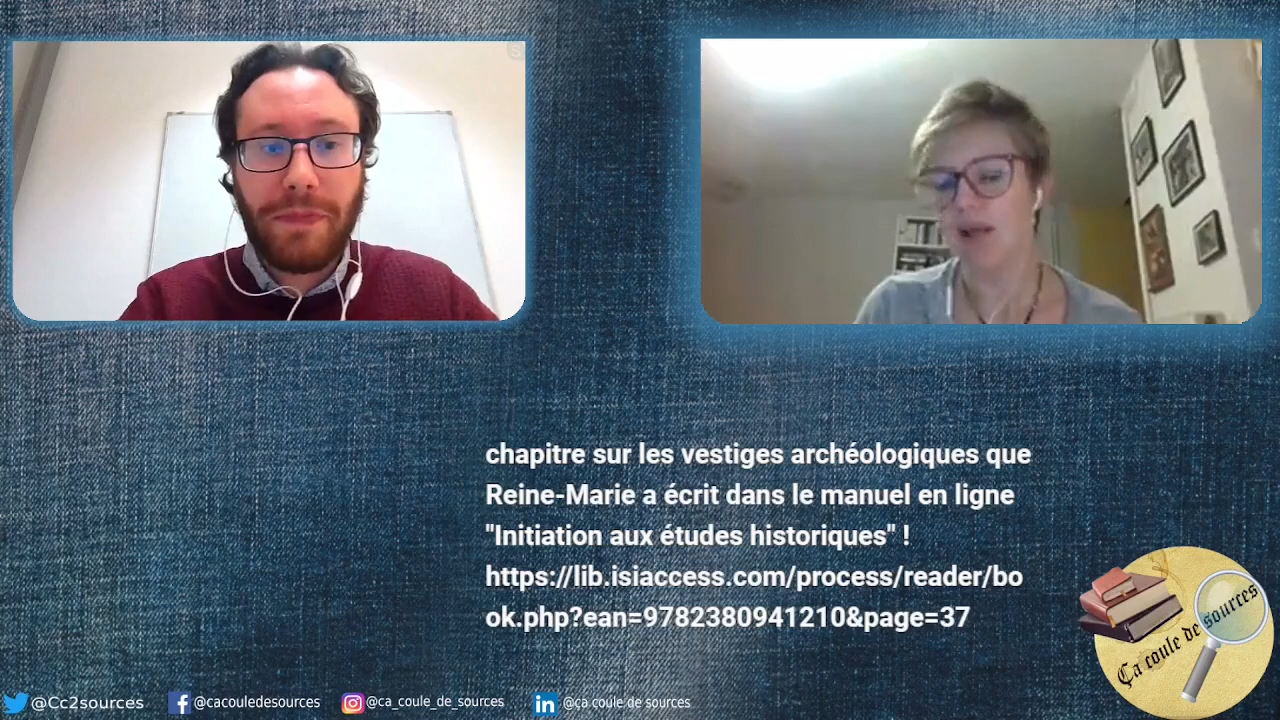 chapitre sur les vestiges archéologiques que
Reine-Marie a écrit dans le manuel en ligne
"Initiation aux études historiques" !
https://lib.isiaccess.com/process/reader/bo
ok.php?ean=9782380941210&page=37
Ça coule de sources
@Cc2sources
@cacouledesources
@ça_coule_de_sources
@ça coule de sources